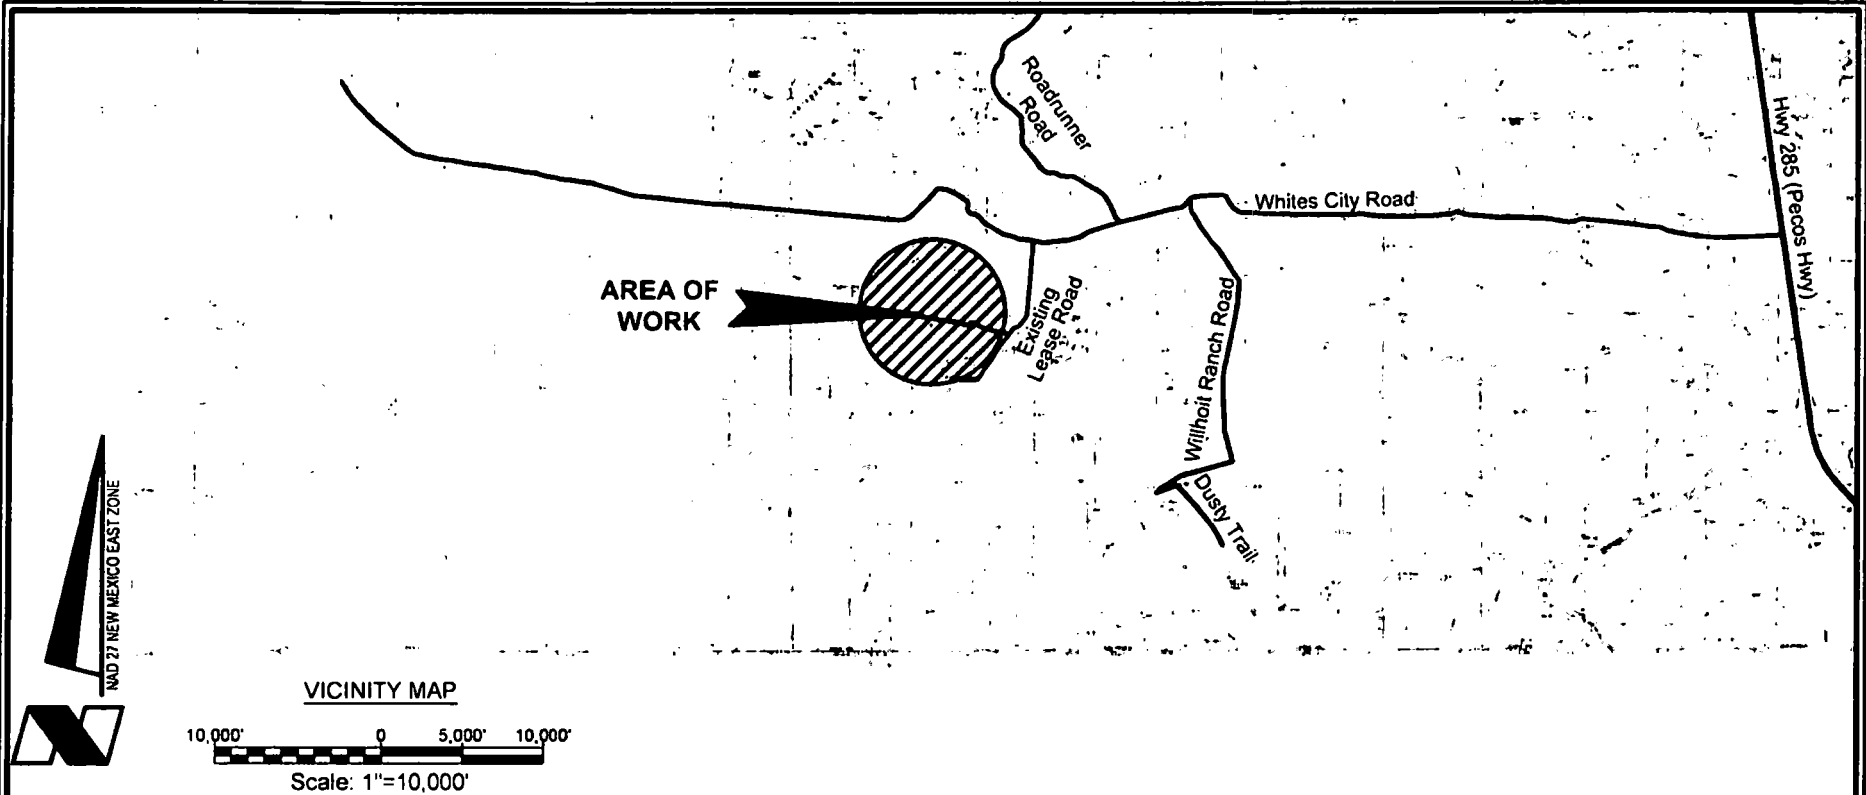 Roadrunner
Road
Hwy 285 (Pecos Hwy)
Whites City Road
AREA OF
WORK
Existing
Lease Road
Willhoit Ranch Road
Dusty Trail
NAD 27 NEW MEXICO EAST ZONE
VICINITY MAP
10,000' 0 5,000' 10,000'
Scale: 1"=10,000'